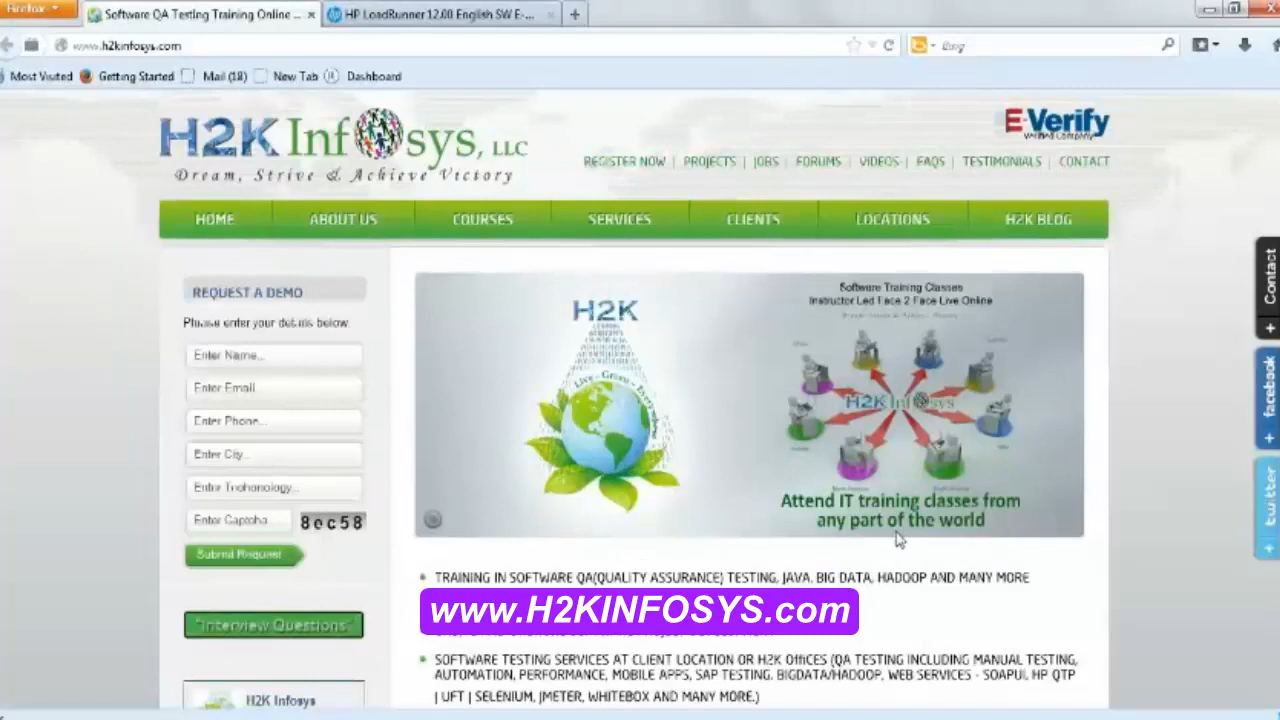 Firefox
Software QA Testing Training Online ...
HP LoadRunner 12.00 English SW E-...
www.h2kinfosys.com
Bing
Most Visited
Getting Started
Mail (18)
New Tab
Dashboard
H2K Infosys, LLC
Dream, Strive & Achieve Victory
E-Verify
REGISTER NOW | PROJECTS | JOBS | FORUMS | VIDEOS | FAQS | TESTIMONIALS | CONTACT
HOME
ABOUT US
COURSES
SERVICES
CLIENTS
LOCATIONS
H2K BLOG
REQUEST A DEMO
Please enter your details below
Enter Name...
Enter Email
Enter Phone...
Enter City...
Enter Technonology...
Enter Captcha
8ec58
Submit Request
"Interview Questions"
H2K Infosys
H2K
Live - Green -
Software Training Classes
Instructor Led Face 2 Face Live Online
H2K Infosys
Attend IT training classes from
any part of the world
TRAINING IN SOFTWARE QA(QUALITY ASSURANCE) TESTING, JAVA, BIG DATA, HADOOP AND MANY MORE
www.H2KINFOSYS.com
SOFTWARE TESTING SERVICES AT CLIENT LOCATION OR H2K OffICES (QA TESTING INCLUDING MANUAL TESTING,
AUTOMATION, PERFORMANCE, MOBILE APPS, SAP TESTING, BIGDATA/HADOOP, WEB SERVICES - SOAPUI, HP QTP
| UFT | SELENIUM, JMETER, WHITEBOX AND MANY MORE.)
Contact
facebook
twitter